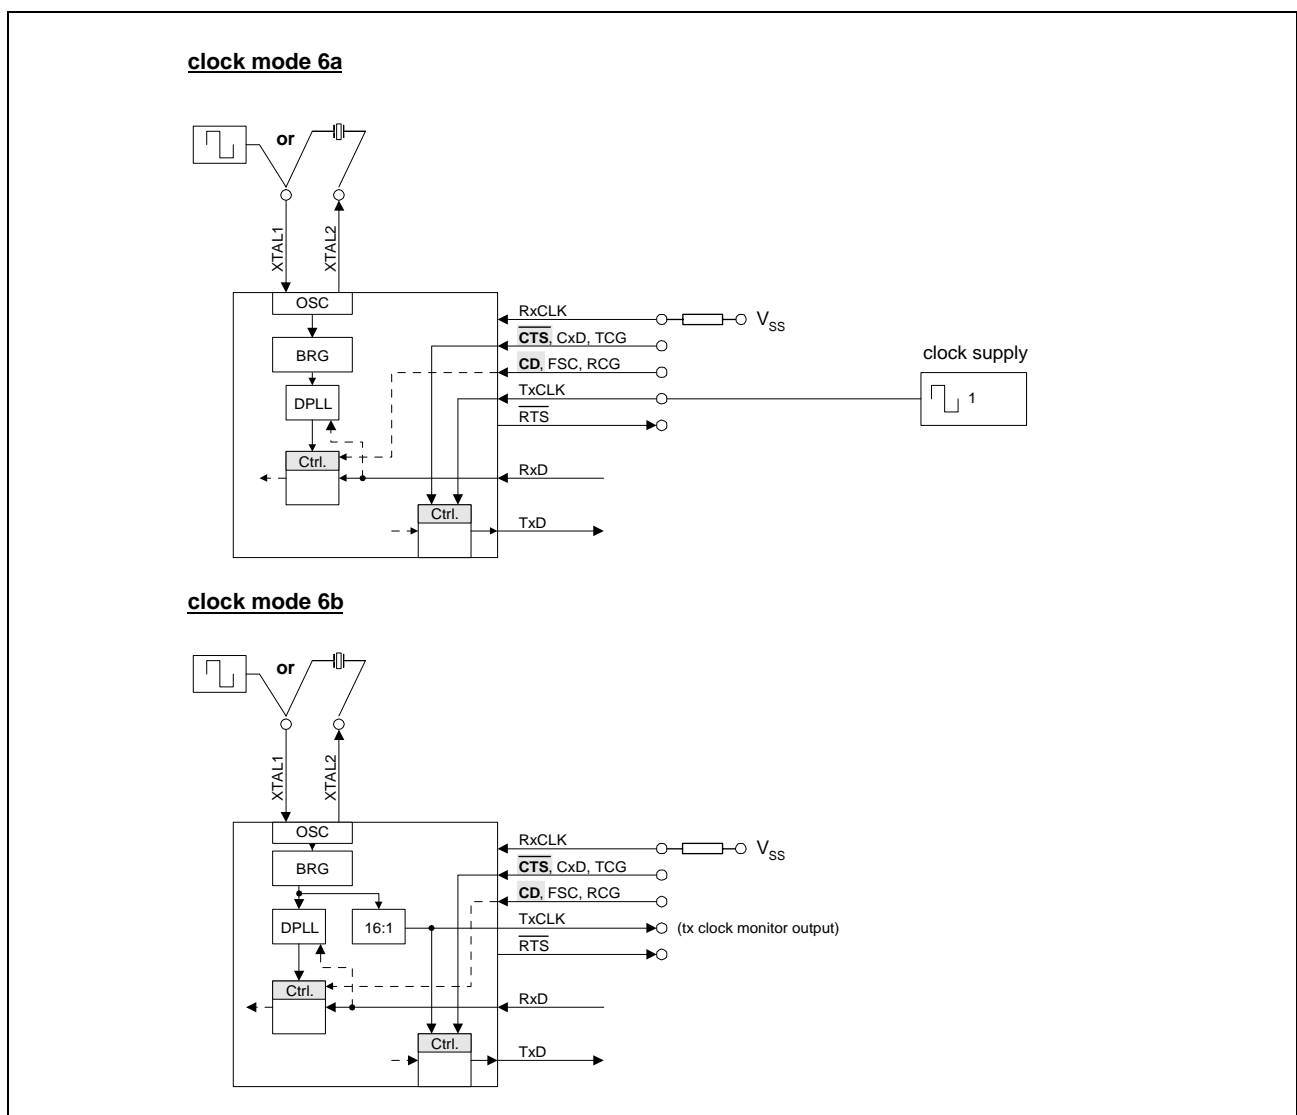 clock mode 6a
or
XTAL1
XTAL2
OSC
RxCLK
VSS
BRG
CTS, CxD, TCG
CD, FSC, RCG
clock supply
DPLL
TxCLK
1
RTS
Ctrl.
RxD
Ctrl.
TxD
clock mode 6b
or
XTAL1
XTAL2
OSC
RxCLK
VSS
BRG
CTS, CxD, TCG
CD, FSC, RCG
DPLL
16:1
TxCLK
(tx clock monitor output)
RTS
Ctrl.
RxD
Ctrl.
TxD